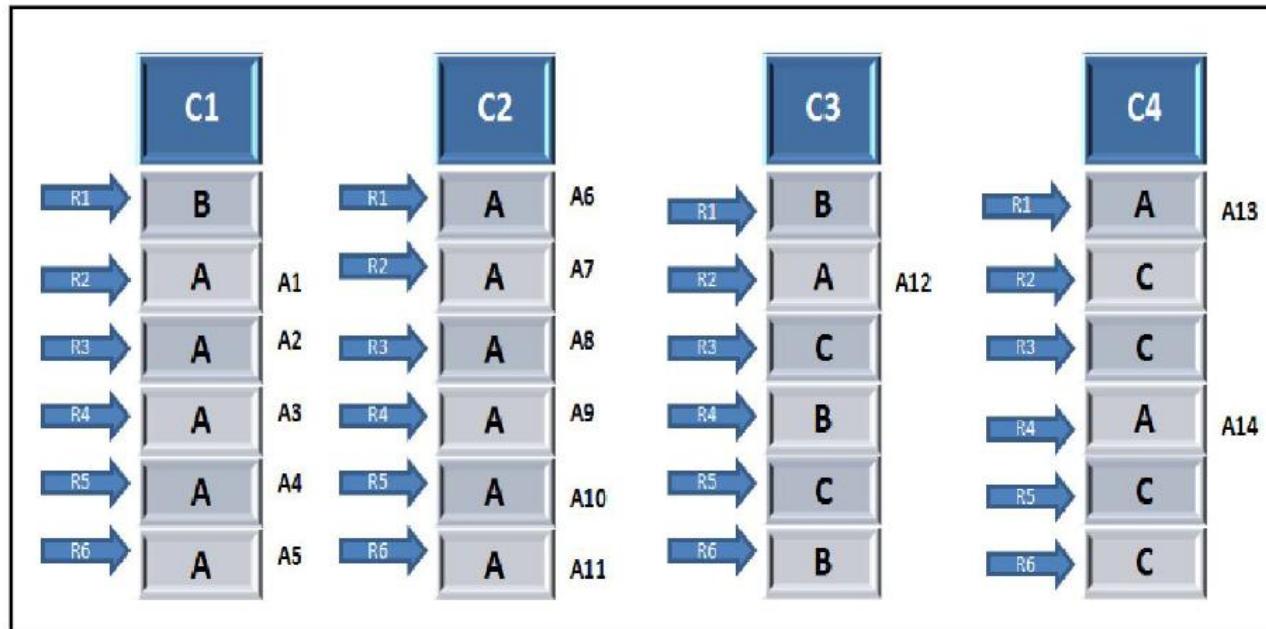 C1 C2 C3 C4
R1 B R1 A A6 R1 B R1 A A13
R2 A A1 R2 A A7 R2 A A12 R2 C
R3 A A2 R3 A A8 R3 C R3 C
R4 A A3 R4 A A9 R4 B R4 A A14
R5 A A4 R5 A A10 R5 C R5 C
R6 A A5 R6 A A11 R6 B R6 C